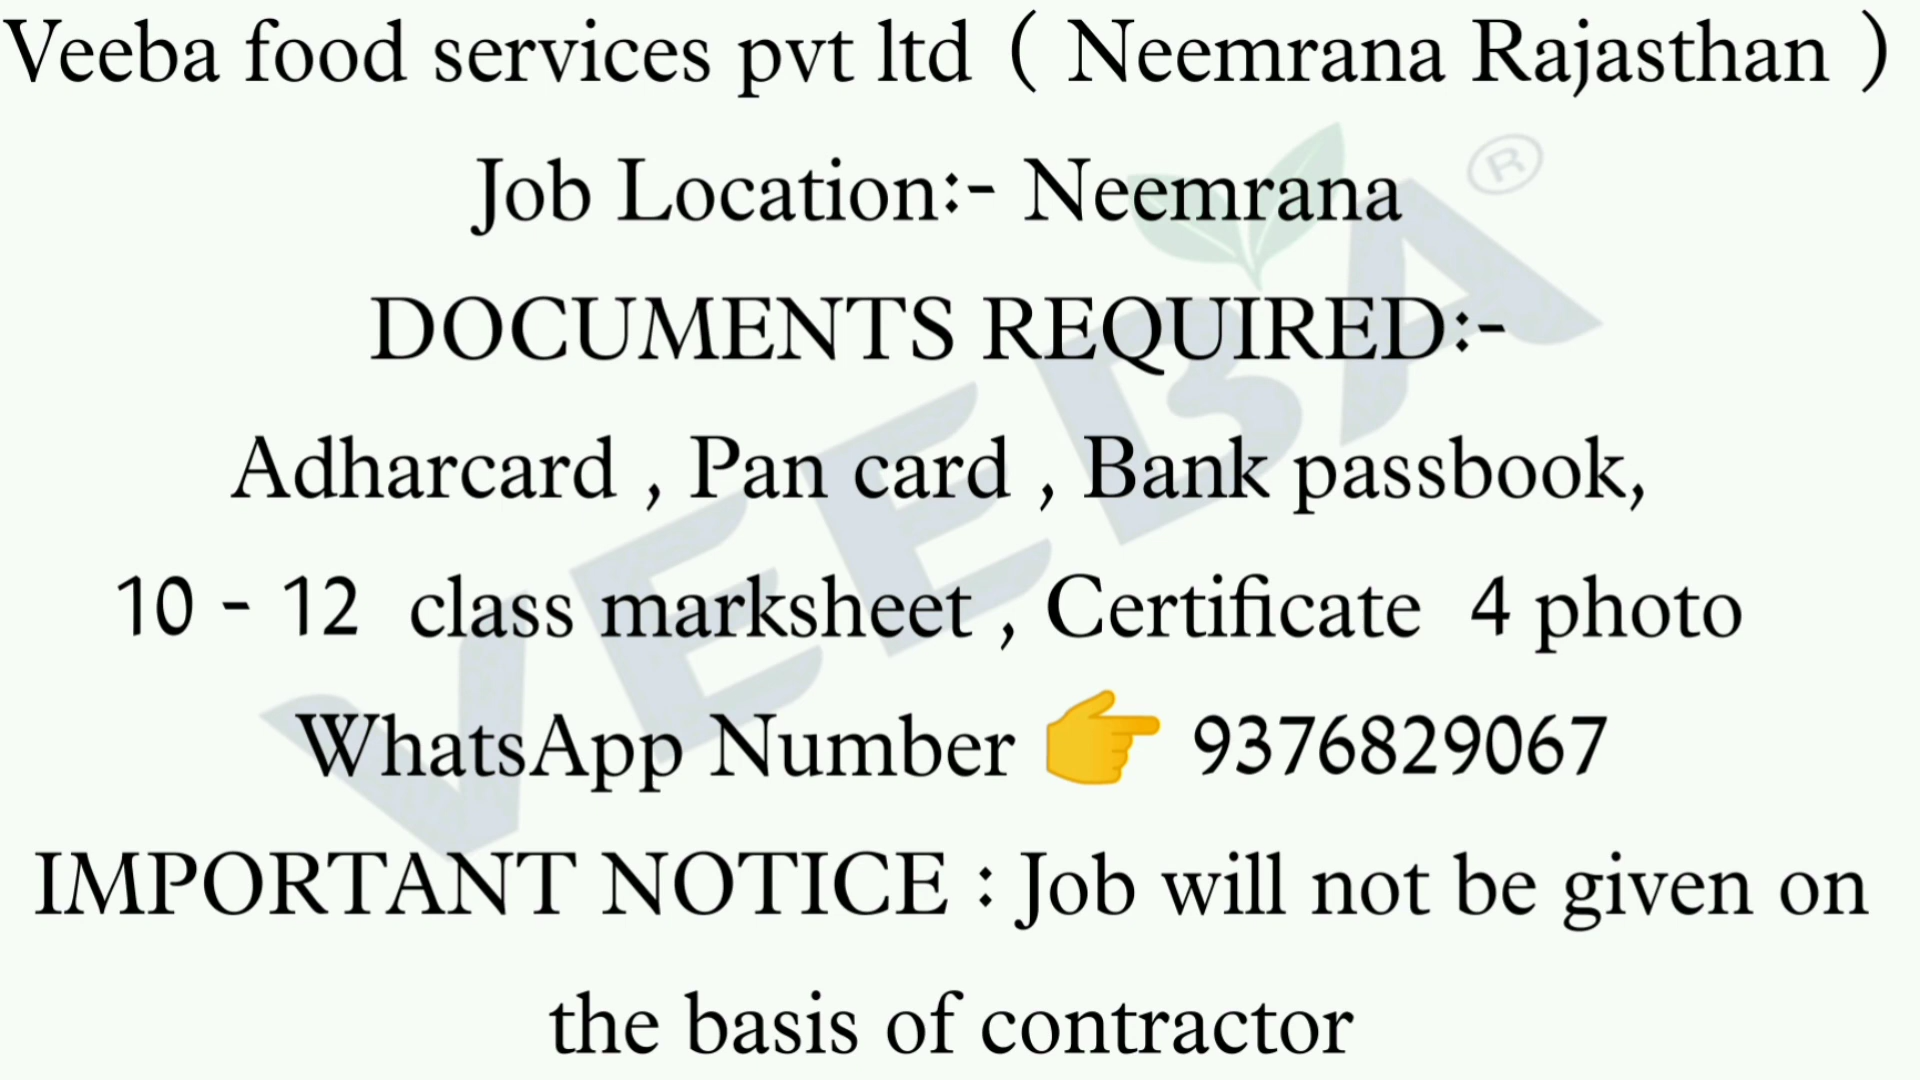 Veeba food services pvt ltd ( Neemrana Rajasthan )
Job Location:- Neemrana
DOCUMENTS REQUIRED:-
Adharcard , Pan card , Bank passbook,
10 - 12 class marksheet , Certificate 4 photo
WhatsApp Number 👉 9376829067
IMPORTANT NOTICE : Job will not be given on
the basis of contractor
VEEBA ®